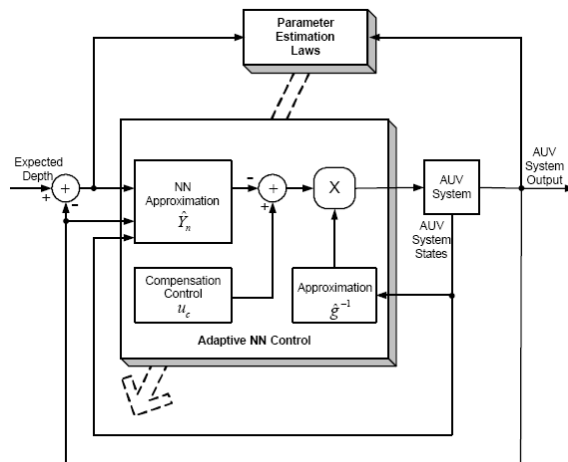 Parameter
Estimation
Laws
Expected
Depth
+
+
-
NN
Approximation
Ŷₙ
-
+
+
X
AUV
System
AUV
System
Output
AUV
System
States
Compensation
Control
u_c
Approximation
ĝ⁻¹
Adaptive NN Control